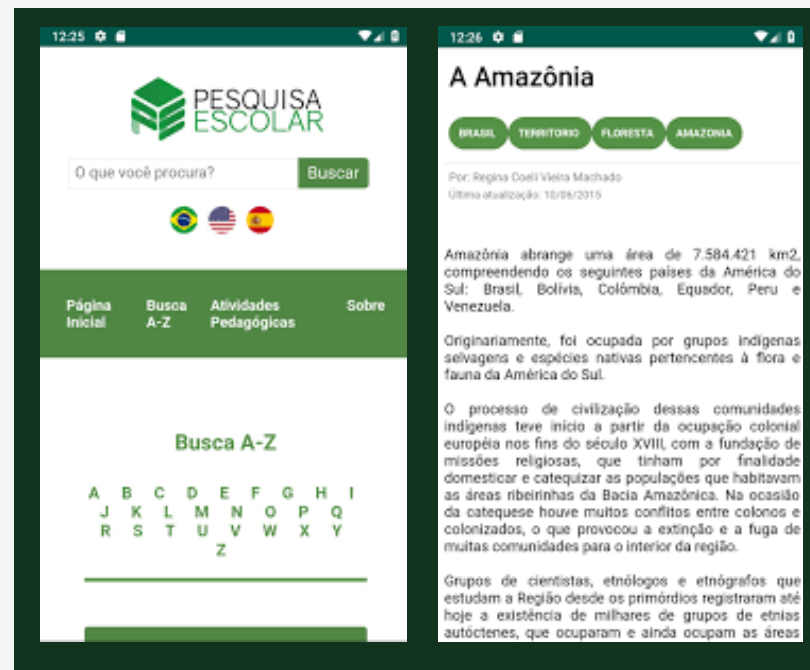 12:25
PESQUISA
ESCOLAR
O que você procura?
Buscar
Página
Inicial
Busca
A-Z
Atividades
Pedagógicas
Sobre
Busca A-Z
A B C D E F G H I
J K L M N O P Q
R S T U V W X Y
Z
12:26
A Amazônia
BRASIL
TERRITORIO
FLORESTA
AMAZONIA
Por: Regina Coeli Vieira Machado
Última atualização: 10/06/2015
Amazônia abrange uma área de 7.584.421 km2,
compreendendo os seguintes países da América do
Sul: Brasil, Bolívia, Colômbia, Equador, Peru e
Venezuela.
Originariamente, foi ocupada por grupos indígenas
selvagens e espécies nativas pertencentes à flora e
fauna da América do Sul.
O processo de civilização dessas comunidades
indígenas teve início a partir da ocupação colonial
européia nos fins do século XVIII, com a fundação de
missões religiosas, que tinham por finalidade
domesticar e catequizar as populações que habitavam
as áreas ribeirinhas da Bacia Amazônica. Na ocasião
da catequese houve muitos conflitos entre colonos e
colonizados, o que provocou a extinção e a fuga de
muitas comunidades para o interior da região.
Grupos de cientistas, etnólogos e etnógrafos que
estudam a Região desde os primórdios registraram até
hoje a existência de milhares de grupos de etnias
autóctenes, que ocuparam e ainda ocupam as áreas